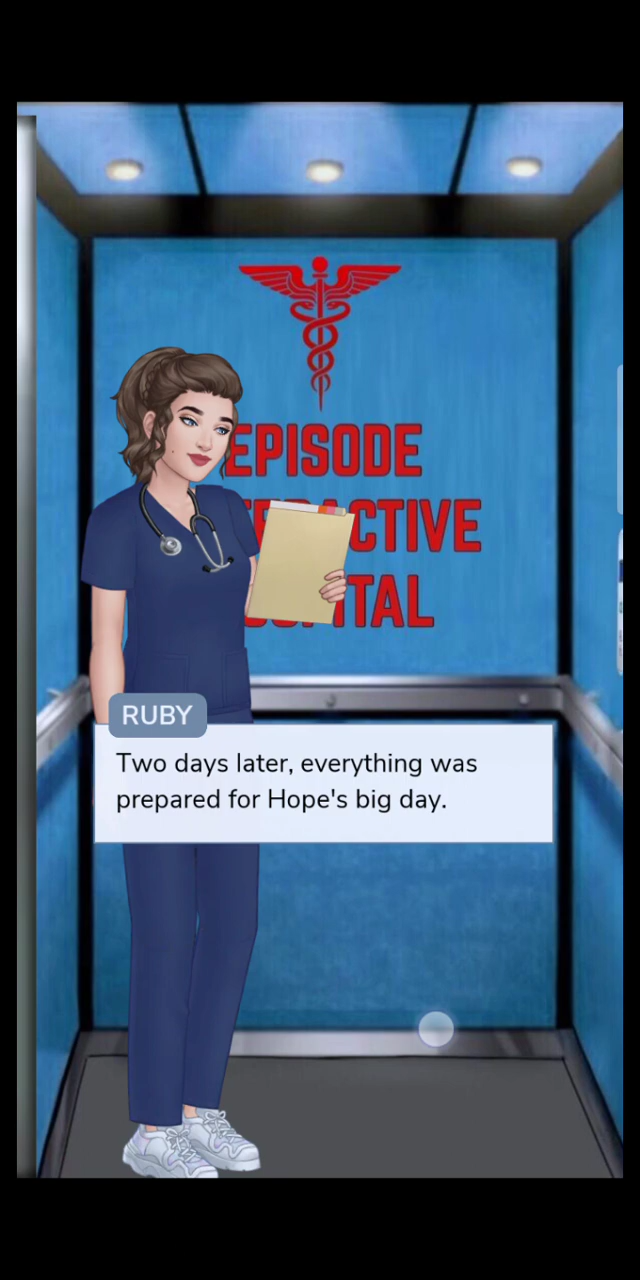 EPISODE
CTIVE
ITAL
RUBY
Two days later, everything was
prepared for Hope's big day.